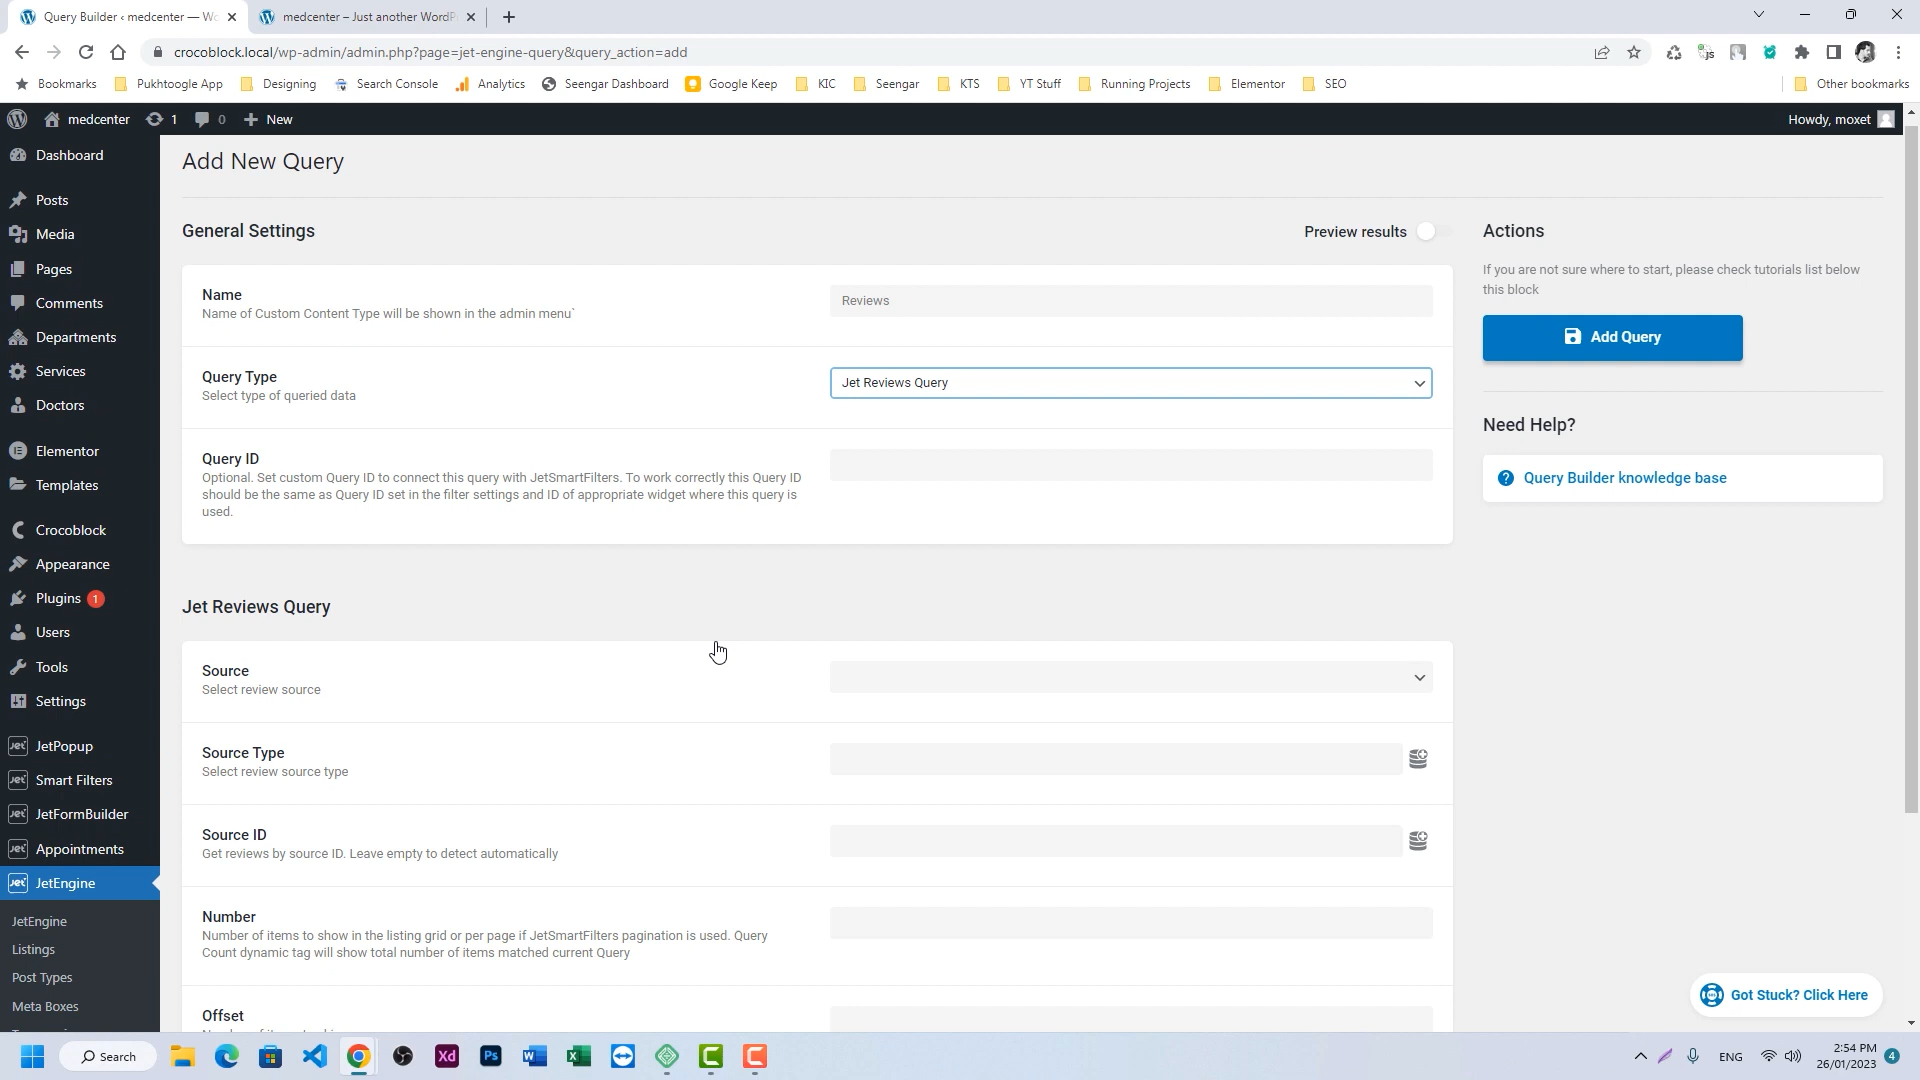 Query Builder ‹ medcenter — Wo
medcenter – Just another WordP
crocoblock.local/wp-admin/admin.php?page=jet-engine-query&query_action=add
Bookmarks
Pukhtoogle App
Designing
Search Console
Analytics
Seengar Dashboard
Google Keep
KIC
Seengar
KTS
YT Stuff
Running Projects
Elementor
SEO
Other bookmarks
medcenter
1
0
New
Howdy, moxet
Dashboard
Posts
Media
Pages
Comments
Departments
Services
Doctors
Elementor
Templates
Crocoblock
Appearance
Plugins 1
Users
Tools
Settings
JetPopup
Smart Filters
JetFormBuilder
Appointments
JetEngine
JetEngine
Listings
Post Types
Meta Boxes
Add New Query
General Settings
Preview results
Name
Name of Custom Content Type will be shown in the admin menu`
Reviews
Query Type
Select type of queried data
Jet Reviews Query
Query ID
Optional. Set custom Query ID to connect this query with JetSmartFilters. To work correctly this Query ID
should be the same as Query ID set in the filter settings and ID of appropriate widget where this query is
used.
Jet Reviews Query
Source
Select review source
Source Type
Select review source type
Source ID
Get reviews by source ID. Leave empty to detect automatically
Number
Number of items to show in the listing grid or per page if JetSmartFilters pagination is used. Query
Count dynamic tag will show total number of items matched current Query
Offset
Actions
If you are not sure where to start, please check tutorials list below
this block
Add Query
Need Help?
Query Builder knowledge base
Got Stuck? Click Here
Search
ENG
2:54 PM
26/01/2023
4